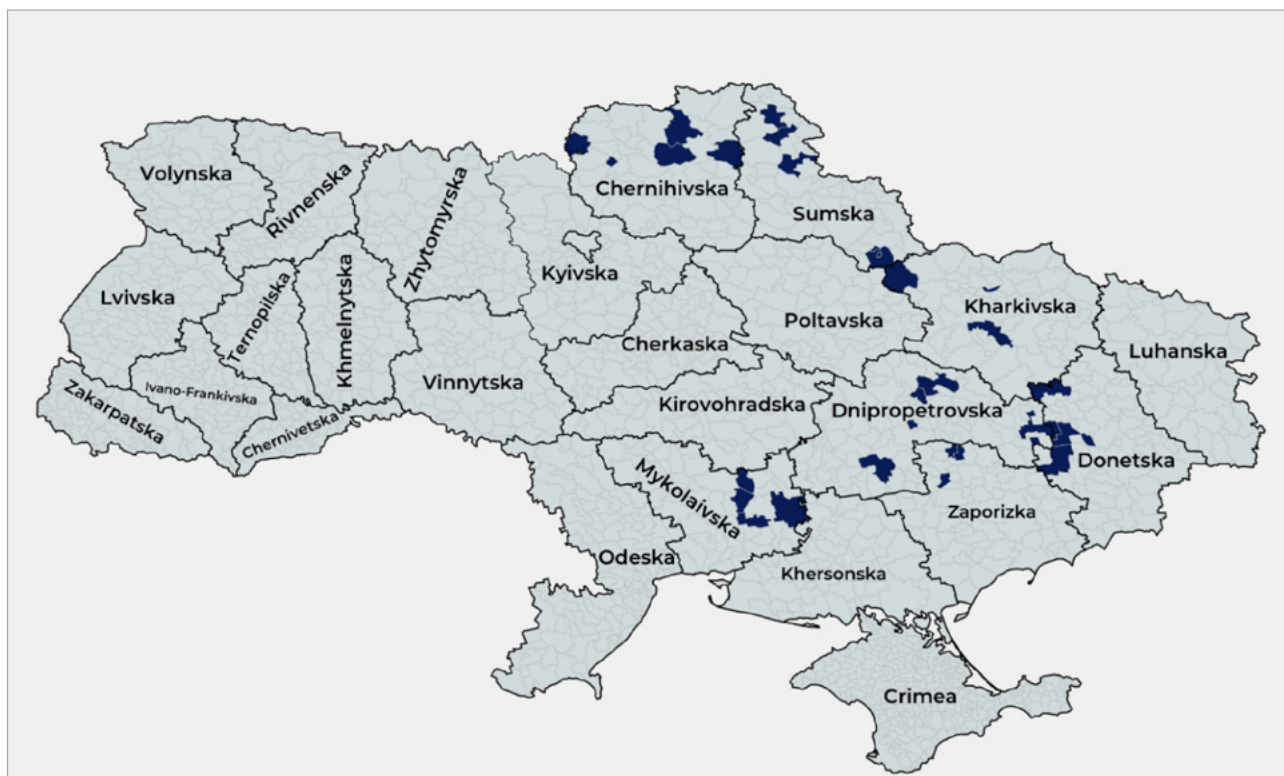 Volynska
Rivnenska
Zhytomyrska
Chernihivska
Sumska
Kyivska
Lvivska
Ternopilska
Khmelnytska
Poltavska
Kharkivska
Cherkaska
Luhanska
Vinnytska
Ivano-Frankivska
Zakarpatska
Chernivetska
Kirovohradska
Dnipropetrovska
Donetska
Mykolaivska
Zaporizka
Odeska
Khersonska
Crimea